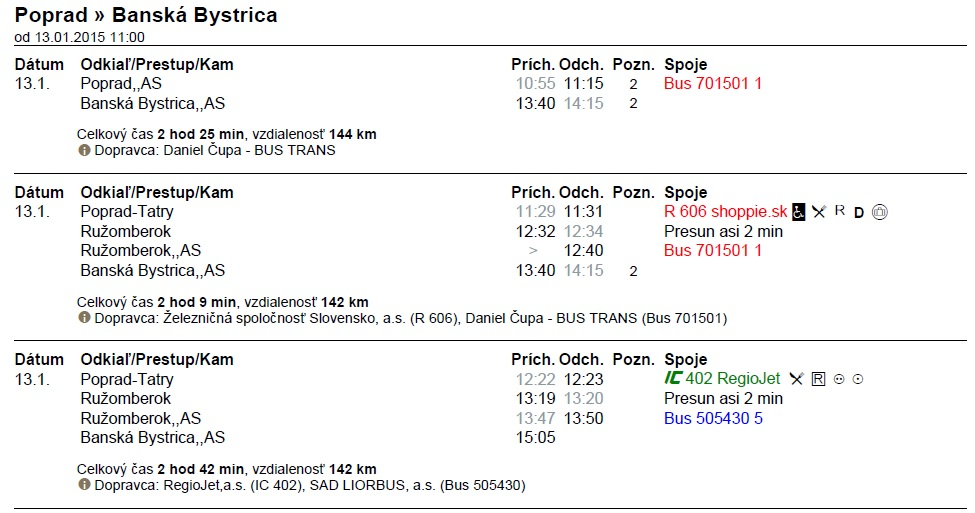 Poprad » Banská Bystrica
od 13.01.2015 11:00
Dátum Odkiaľ/Prestup/Kam Prích. Odch. Pozn. Spoje
13.1. Poprad,,AS 10:55 11:15 2 Bus 701501 1
Banská Bystrica,,AS 13:40 14:15 2
Celkový čas 2 hod 25 min, vzdialenosť 144 km
Dopravca: Daniel Čupa - BUS TRANS
Dátum Odkiaľ/Prestup/Kam Prích. Odch. Pozn. Spoje
13.1. Poprad-Tatry 11:29 11:31 R 606 shoppie.sk R D
Ružomberok 12:32 12:34 Presun asi 2 min
Ružomberok,,AS > 12:40 Bus 701501 1
Banská Bystrica,,AS 13:40 14:15 2
Celkový čas 2 hod 9 min, vzdialenosť 142 km
Dopravca: Železničná spoločnosť Slovensko, a.s. (R 606), Daniel Čupa - BUS TRANS (Bus 701501)
Dátum Odkiaľ/Prestup/Kam Prích. Odch. Pozn. Spoje
13.1. Poprad-Tatry 12:22 12:23 IC 402 RegioJet R
Ružomberok 13:19 13:20 Presun asi 2 min
Ružomberok,,AS 13:47 13:50 Bus 505430 5
Banská Bystrica,,AS 15:05
Celkový čas 2 hod 42 min, vzdialenosť 142 km
Dopravca: RegioJet,a.s. (IC 402), SAD LIORBUS, a.s. (Bus 505430)